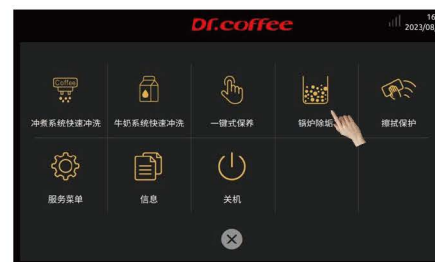 Dr.coffee
16
2023/08/
Coffee
冲煮系统快速冲洗
牛奶系统快速冲洗
一键式保养
锅炉除垢
擦拭保护
服务菜单
信息
关机